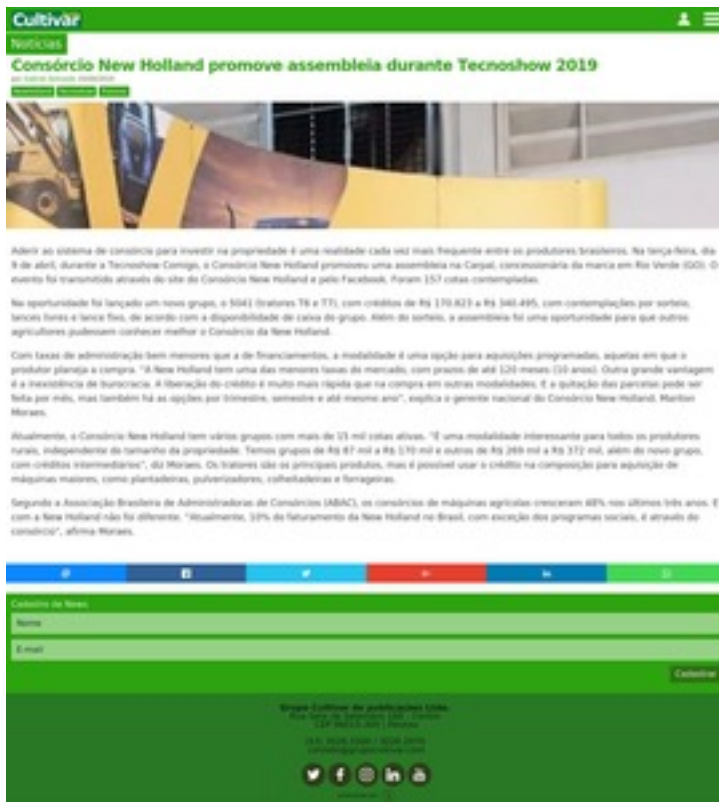 Cultivar
Notícias
Consórcio New Holland promove assembleia durante Tecnoshow 2019
Aderir ao sistema de consórcio para investir na propriedade é uma realidade cada vez mais frequente entre os produtores brasileiros. Na terça-feira, dia
9 de abril, durante a Tecnoshow Comigo, o Consórcio New Holland promoveu uma assembleia na Carpal, concessionária da marca em Rio Verde (GO). O
evento foi transmitido através do site do Consórcio New Holland e pelo Facebook. Foram 157 cotas contempladas.
Na oportunidade foi lançado um novo grupo, o 5041 (tratores T6 e T7), com créditos de R$ 170.823 a R$ 340.495, com contemplações por sorteio,
lances livres e lance fixo, de acordo com a disponibilidade de caixa do grupo. Além do sorteio, a assembleia foi uma oportunidade para que outros
agricultores pudessem conhecer melhor o Consórcio da New Holland.
Com taxas de administração bem menores que a de financiamentos, a modalidade é uma opção para aquisições programadas, aquelas em que o
produtor planeja a compra. "A New Holland tem uma das menores taxas do mercado, com prazos de até 120 meses (10 anos). Outra grande vantagem
é a inexistência de burocracia. A liberação do crédito é muito mais rápida que na compra em outras modalidades. E a quitação das parcelas pode ser
feita por mês, mas também há as opções por trimestre, semestre e até mesmo ano", explica o gerente nacional do Consórcio New Holland, Marilon
Moraes.
Atualmente, o Consórcio New Holland tem vários grupos com mais de 15 mil cotas ativas. "É uma modalidade interessante para todos os produtores
rurais, independente do tamanho da propriedade. Temos grupos de R$ 87 mil a R$ 170 mil e outros de R$ 269 mil a R$ 372 mil, além do novo grupo,
com créditos intermediários", diz Moraes. Os tratores são os principais produtos, mas é possível usar o crédito na composição para aquisição de
máquinas maiores, como plantadeiras, pulverizadores, colheitadeiras e forrageiras.
Segundo a Associação Brasileira de Administradoras de Consórcios (ABAC), os consórcios de máquinas agrícolas cresceram 48% nos últimos três anos. E
com a New Holland não foi diferente. "Atualmente, 10% do faturamento da New Holland no Brasil, com exceção dos programas sociais, é através do
consórcio", afirma Moraes.
Cadastro de News
Nome
E-mail
Cadastrar
Grupo Cultivar de publicações Ltda.